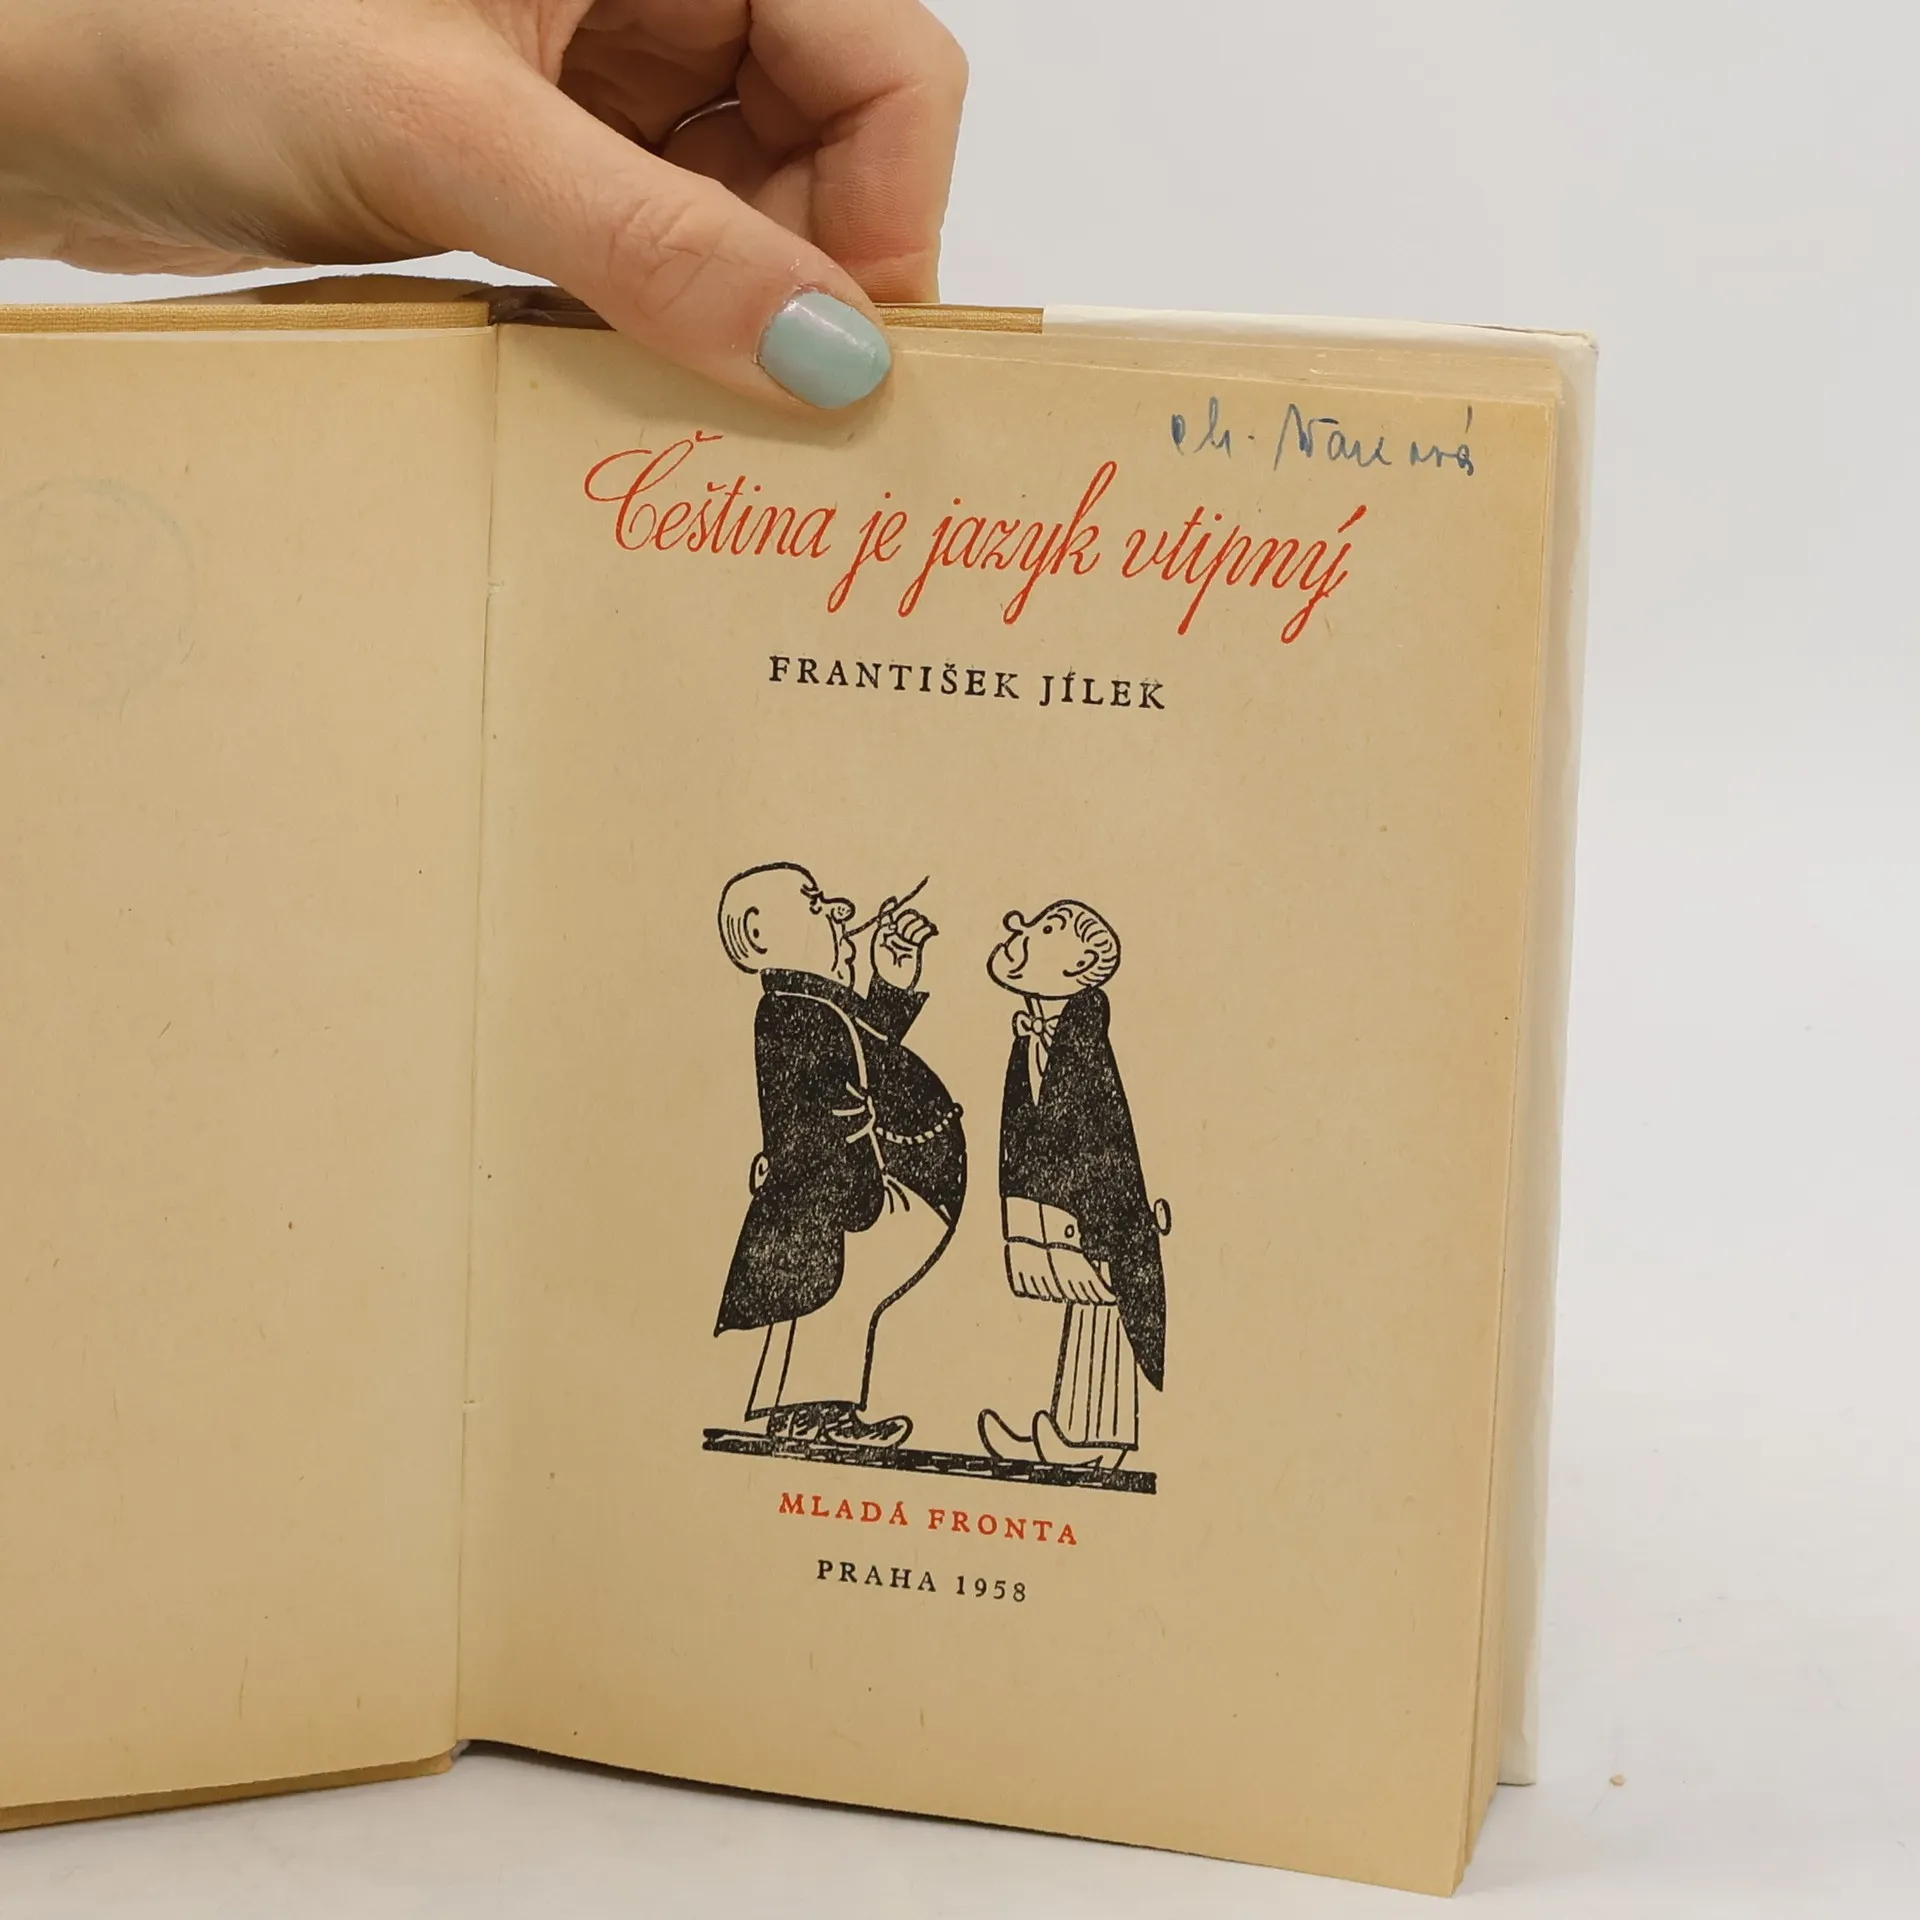 Čeština je jazyk vtipný
FRANTIŠEK JÍLEK
MLADÁ FRONTA
PRAHA 1958